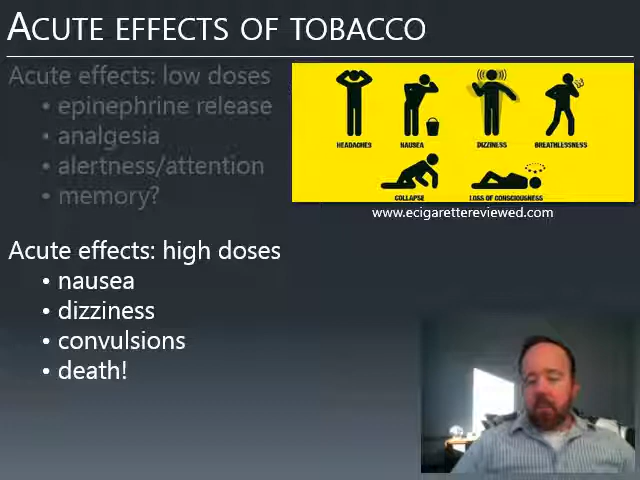 ACUTE EFFECTS OF TOBACCO
Acute effects: low doses
• epinephrine release
• analgesia
• alertness/attention
• memory?
HEADACHES NAUSEA DIZZINESS BREATHLESSNESS
COLLAPSE LOSS OF CONSCIOUSNESS
www.ecigarettereviewed.com
Acute effects: high doses
• nausea
• dizziness
• convulsions
• death!